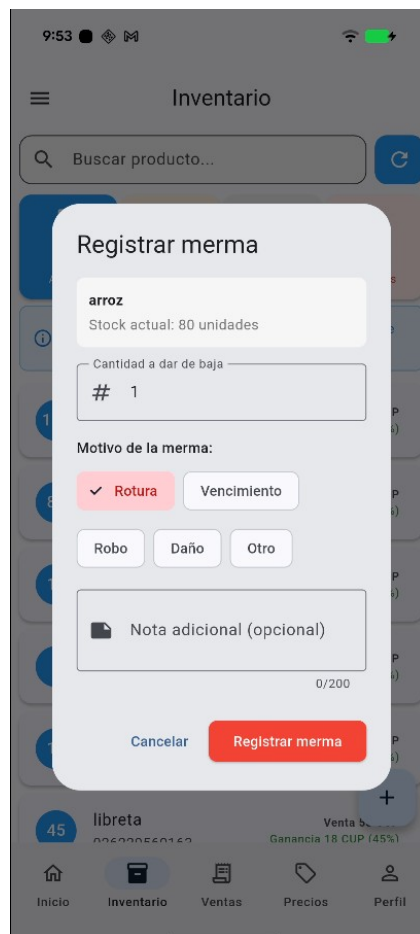 9:53
Inventario
Buscar producto...
Registrar merma
arroz
Stock actual: 80 unidades
Cantidad a dar de baja
# 1
Motivo de la merma:
Rotura
Vencimiento
Robo
Daño
Otro
Nota adicional (opcional)
0/200
Cancelar
Registrar merma
45
libreta
Venta
Ganancia 18 CUP (45%)
Inicio
Inventario
Ventas
Precios
Perfil